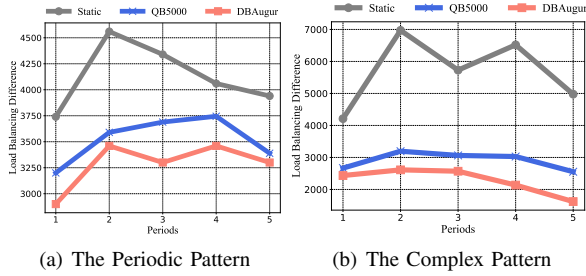 Static QB5000 DBAugur
Load Balancing Difference
4500
4250
4000
3750
3500
3250
3000
1 2 3 4 5
Periods
(a) The Periodic Pattern
Static QB5000 DBAugur
Load Balancing Difference
7000
6000
5000
4000
3000
2000
1 2 3 4 5
Periods
(b) The Complex Pattern